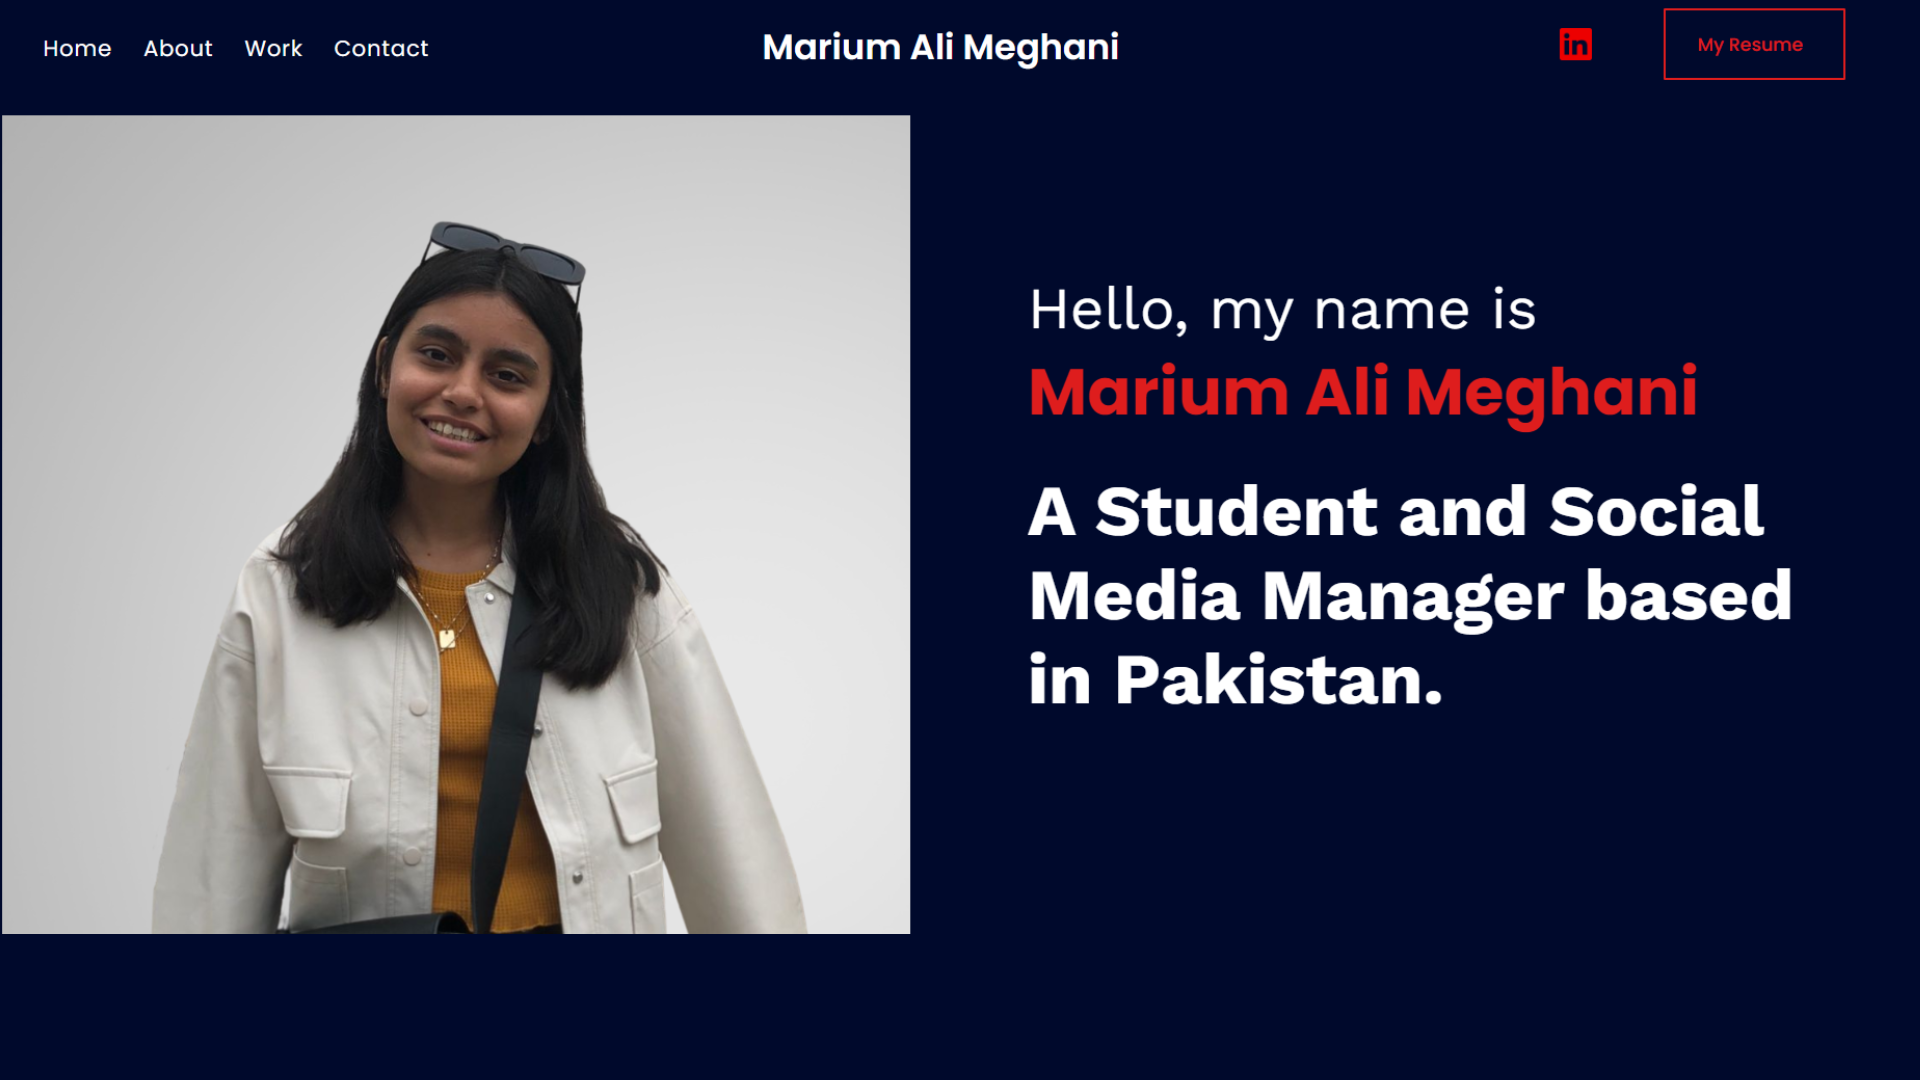 Home About Work Contact
Marium Ali Meghani
in
My Resume
Hello, my name is
Marium Ali Meghani
A Student and Social
Media Manager based
in Pakistan.